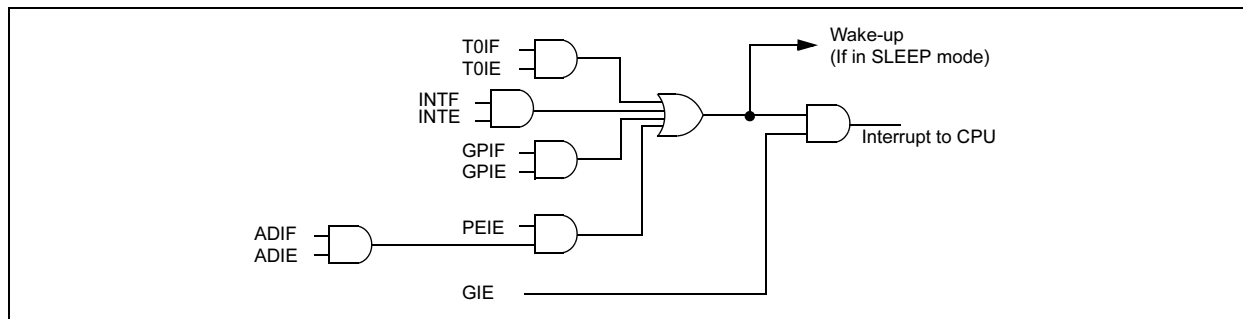 T0IF
T0IE
INTF
INTE
GPIF
GPIE
PEIE
ADIF
ADIE
GIE
Wake-up
(If in SLEEP mode)
Interrupt to CPU